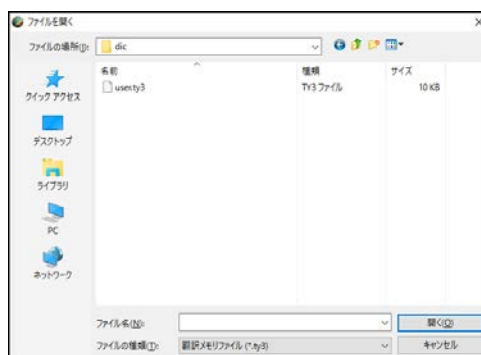 ファイルを開く
ファイルの場所(I): dic
名前 種類 サイズ
user.ty3 TY3 ファイル 10 KB
クイック アクセス
デスクトップ
ライブラリ
PC
ネットワーク
ファイル名(N): 開く(O)
ファイルの種類(T): 翻訳メモリファイル (*.ty3) キャンセル